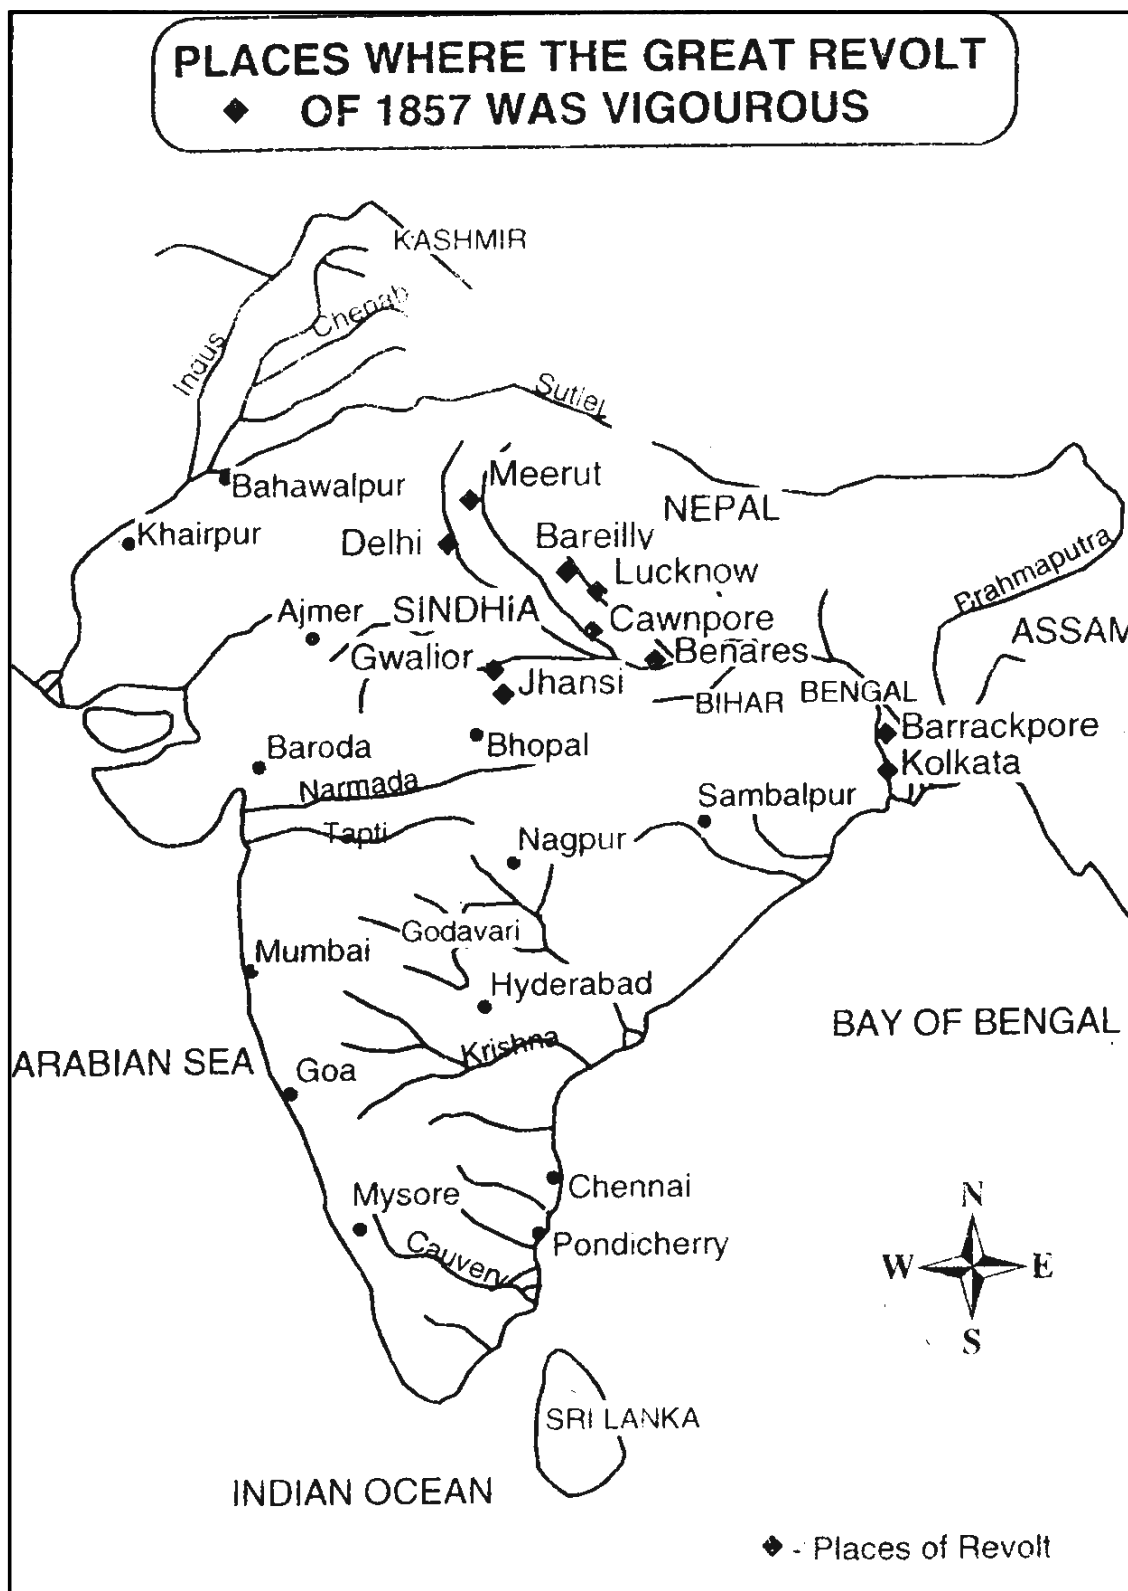 PLACES WHERE THE GREAT REVOLT
◆ OF 1857 WAS VIGOUROUS
KASHMIR
Chenab
Indus
Sutlej
Meerut
Bahawalpur
NEPAL
Khairpur
Delhi
Bareilly
Lucknow
Brahmaputra
Ajmer
SINDHIA
Cawnpore
ASSAM
Gwalior
Benares
Jhansi
BIHAR
BENGAL
Barrackpore
Baroda
Bhopal
Kolkata
Narmada
Sambalpur
Tapti
Nagpur
Godavari
Mumbai
Hyderabad
BAY OF BENGAL
Krishna
ARABIAN SEA
Goa
Chennai
Mysore
N
Cauvery
Pondicherry
W
E
S
SRI LANKA
INDIAN OCEAN
◆ - Places of Revolt